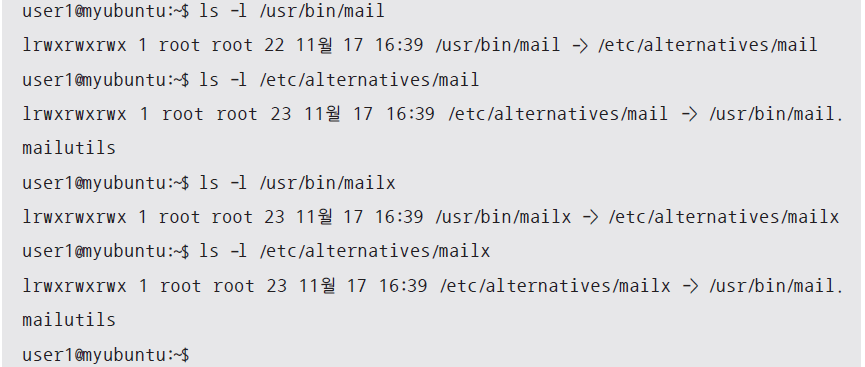 user1@myubuntu:~$ ls -l /usr/bin/mail
lrwxrwxrwx 1 root root 22 11월 17 16:39 /usr/bin/mail -> /etc/alternatives/mail
user1@myubuntu:~$ ls -l /etc/alternatives/mail
lrwxrwxrwx 1 root root 23 11월 17 16:39 /etc/alternatives/mail -> /usr/bin/mail.
mailutils
user1@myubuntu:~$ ls -l /usr/bin/mailx
lrwxrwxrwx 1 root root 23 11월 17 16:39 /usr/bin/mailx -> /etc/alternatives/mailx
user1@myubuntu:~$ ls -l /etc/alternatives/mailx
lrwxrwxrwx 1 root root 23 11월 17 16:39 /etc/alternatives/mailx -> /usr/bin/mail.
mailutils
user1@myubuntu:~$